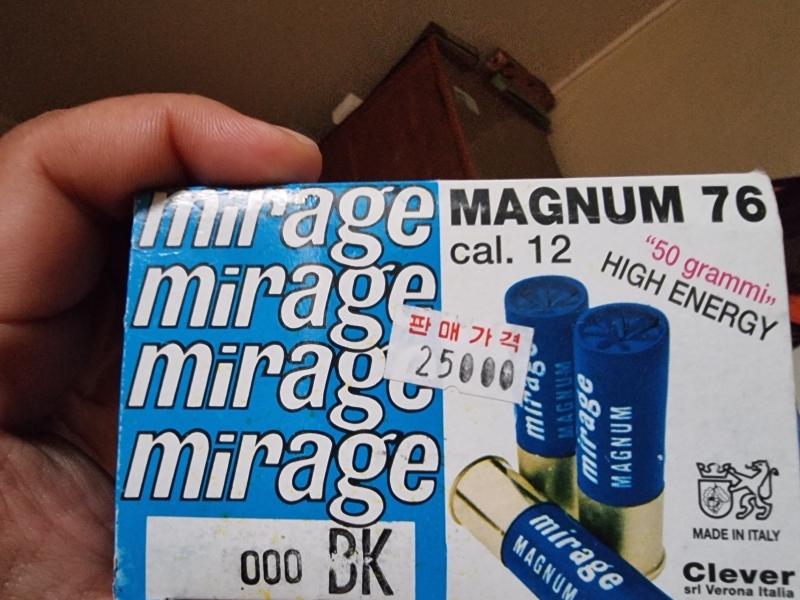 mirage
mirage
mirage
mirage
000 BK
MAGNUM 76
cal. 12
“50 grammi”
HIGH ENERGY
판매가격
25000
mirage
MAGNUM
mirage
MAGNUM
mirage
MAGNUM
MADE IN ITALY
Clever
srl Verona Italia